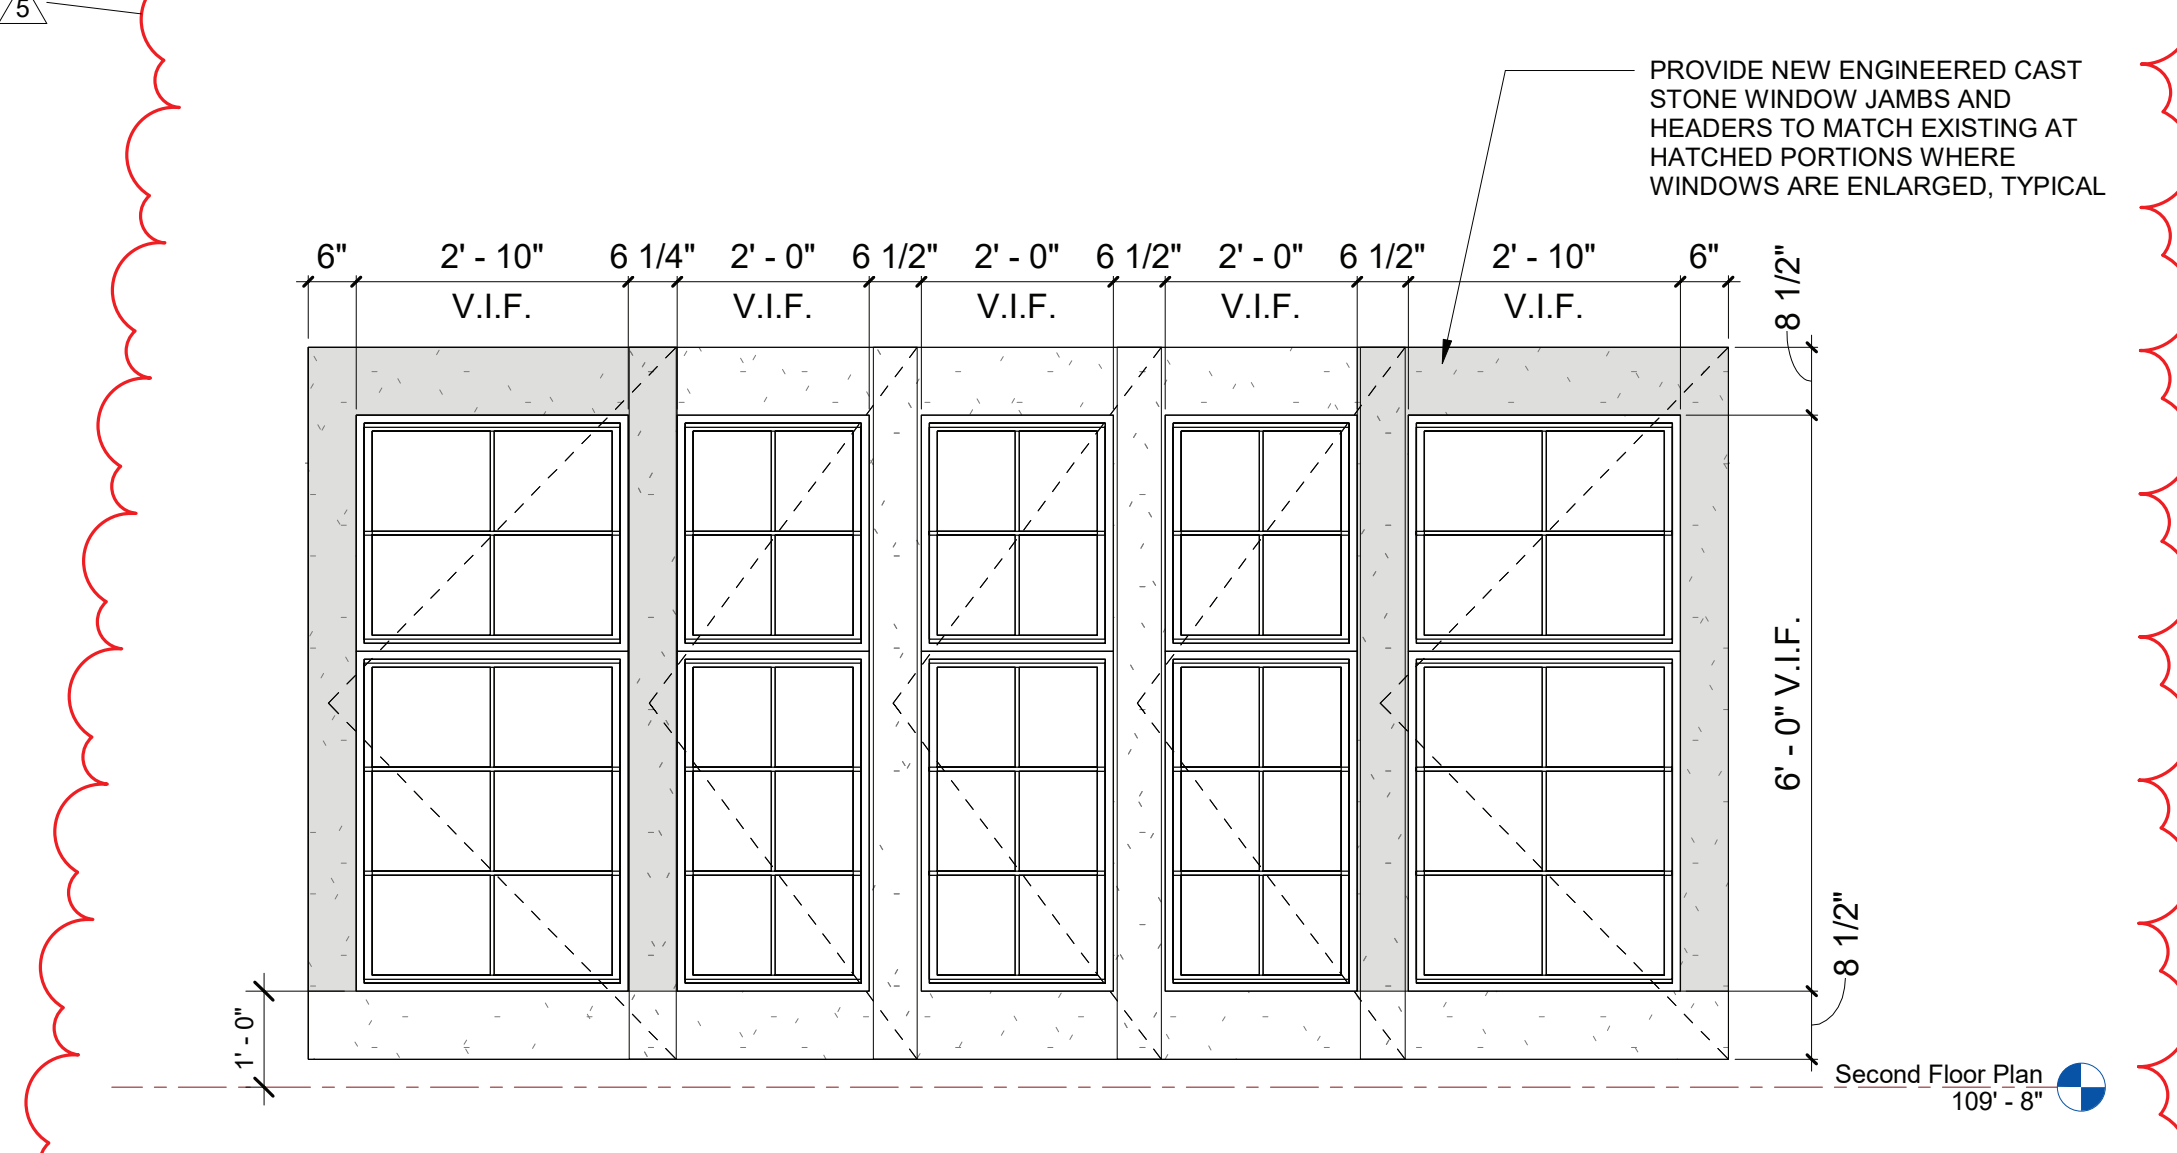 5
PROVIDE NEW ENGINEERED CAST
STONE WINDOW JAMBS AND
HEADERS TO MATCH EXISTING AT
HATCHED PORTIONS WHERE
WINDOWS ARE ENLARGED, TYPICAL
6" 2' - 10" 6 1/4" 2' - 0" 6 1/2" 2' - 0" 6 1/2" 2' - 0" 6 1/2" 2' - 10" 6"
V.I.F. V.I.F. V.I.F. V.I.F. V.I.F.
8 1/2"
6' - 0" V.I.F.
8 1/2"
1' - 0"
Second Floor Plan
109' - 8"